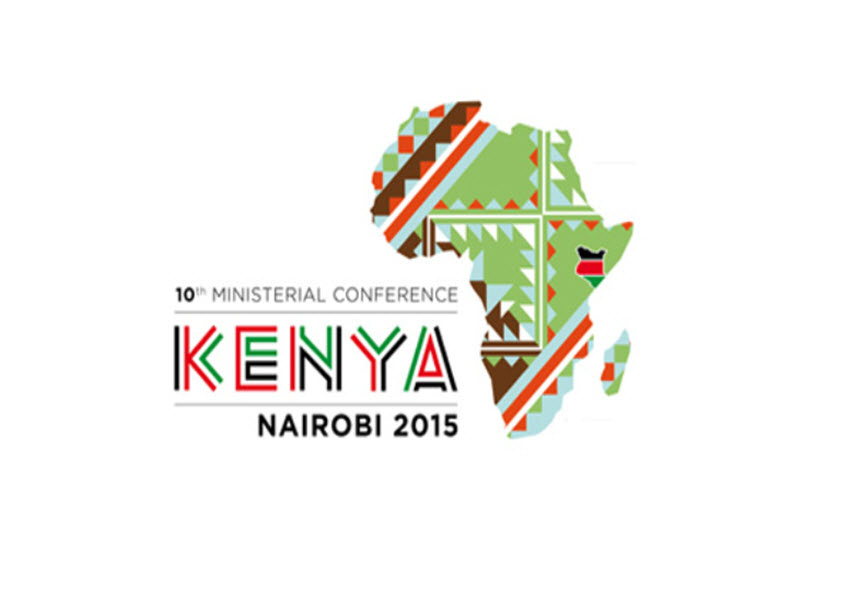 10th MINISTERIAL CONFERENCE
KENYA
NAIROBI 2015